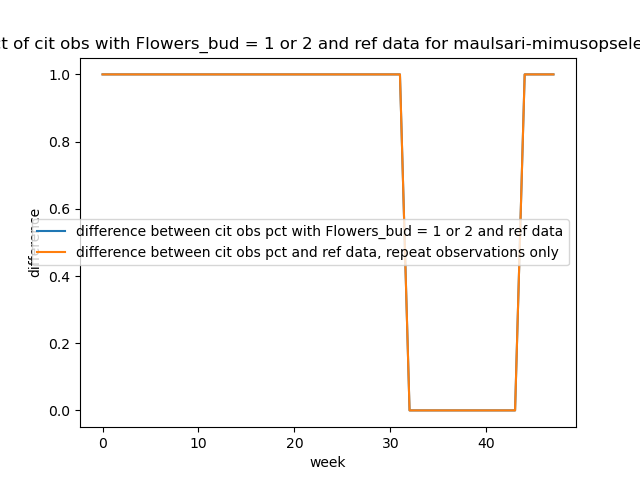 of cit obs with Flowers_bud = 1 or 2 and ref data for
1.0
0.8
0.6
0.4
0.2
0.0
difference
difference between cit obs pct with Flowers_bud = 1 or 2 and ref data
difference between cit obs pct and ref data, repeat observations only
0 10 20 30 40
week